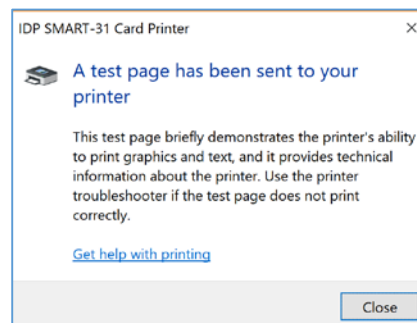 IDP SMART-31 Card Printer
A test page has been sent to your
printer
This test page briefly demonstrates the printer's ability
to print graphics and text, and it provides technical
information about the printer. Use the printer
troubleshooter if the test page does not print
correctly.
Get help with printing
Close